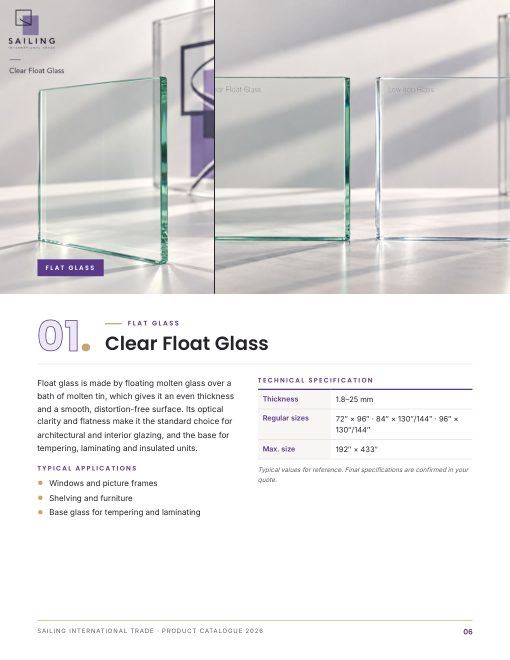 SAILING
INTERNATIONAL TRADE
Clear Float Glass
Float Glass
Low Iron Glass
FLAT GLASS
01.
FLAT GLASS
Clear Float Glass
Float glass is made by floating molten glass over a
bath of molten tin, which gives it an even thickness
and a smooth, distortion-free surface. Its optical
clarity and flatness make it the standard choice for
architectural and interior glazing, and the base for
tempering, laminating and insulated units.
TYPICAL APPLICATIONS
Windows and picture frames
Shelving and furniture
Base glass for tempering and laminating
TECHNICAL SPECIFICATION
Thickness 1.8–25 mm
Regular sizes 72″ × 96″ · 84″ × 130″/144″ · 96″ ×
130″/144″
Max. size 192″ × 433″
Typical values for reference. Final specifications are confirmed in your
quote.
SAILING INTERNATIONAL TRADE · PRODUCT CATALOGUE 2026
06